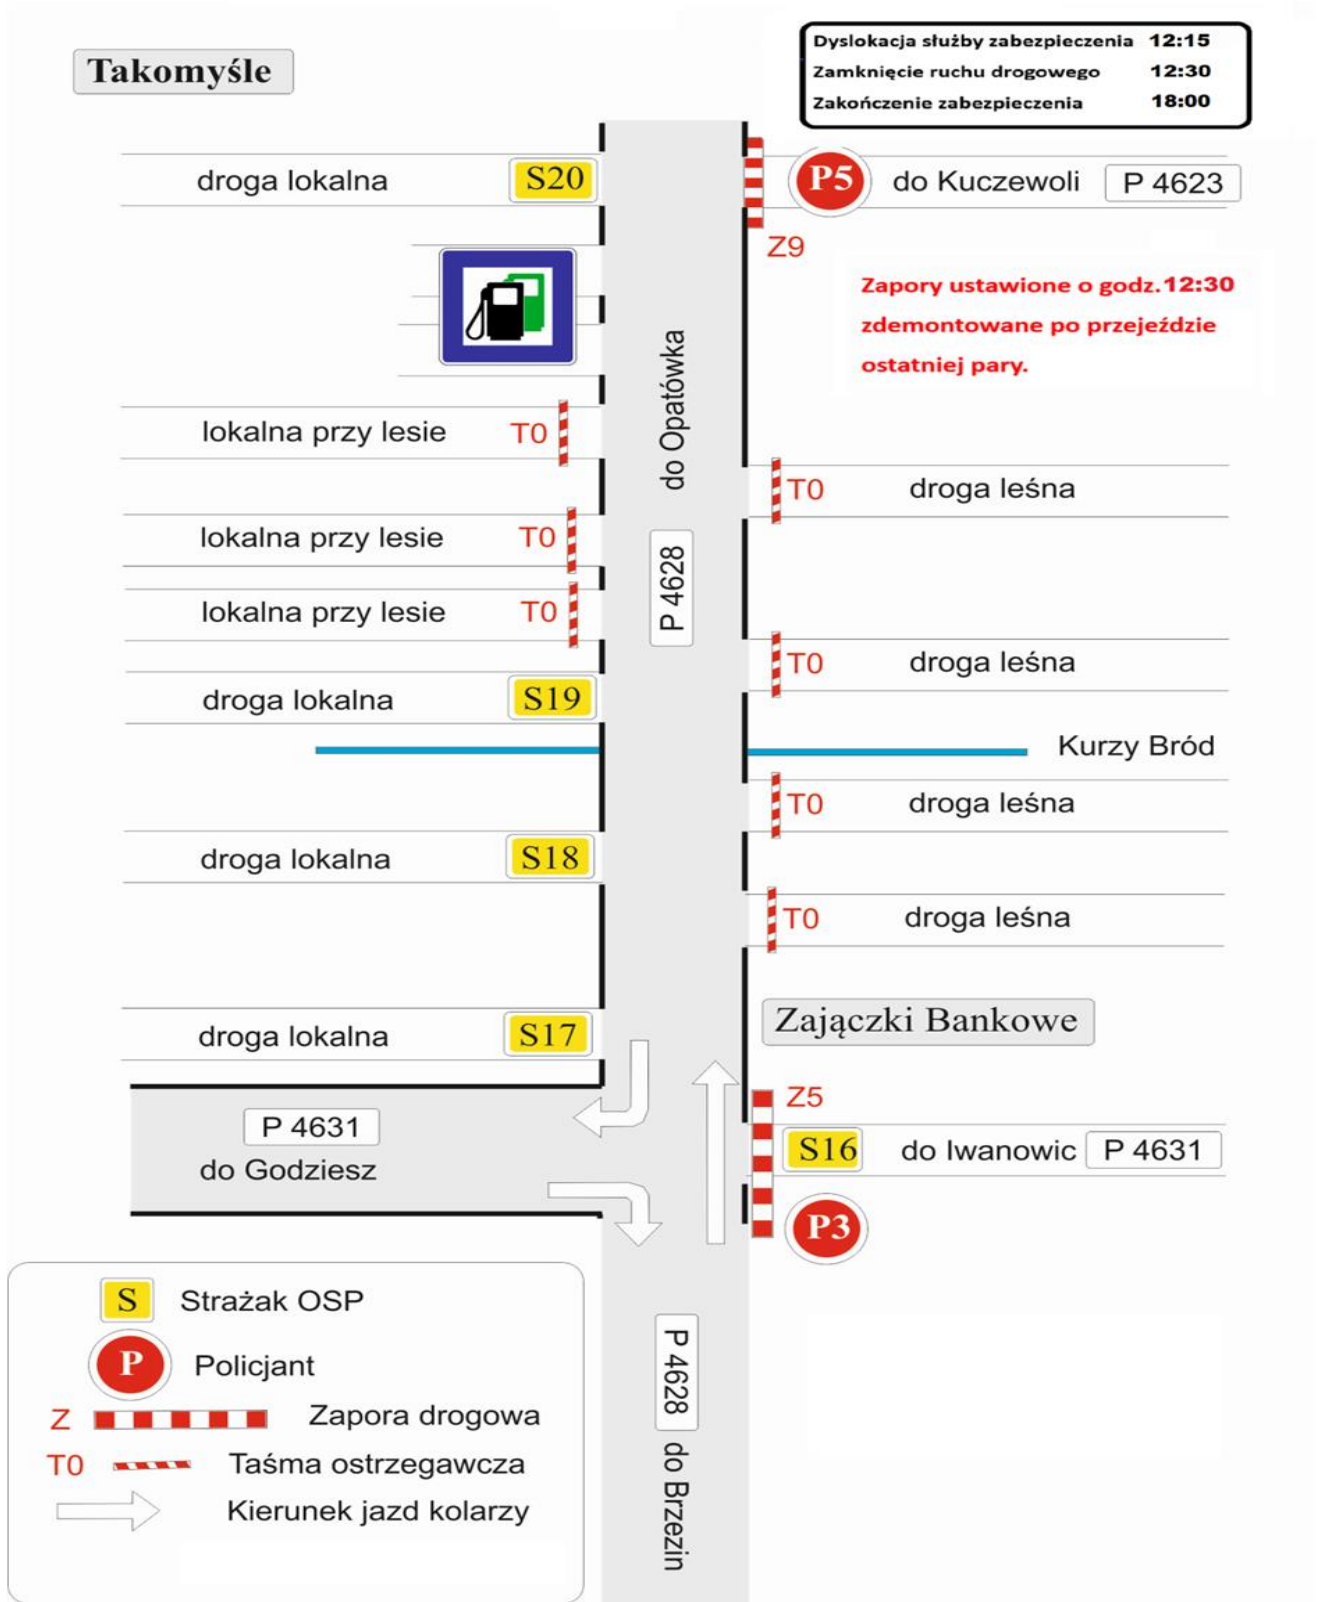 Takomyśle
Dyslokacja służby zabezpieczenia 12:15
Zamknięcie ruchu drogowego 12:30
Zakończenie zabezpieczenia 18:00
droga lokalna S20
P5 do Kuczewoli P 4623
Z9
Zapory ustawione o godz.12:30
zdemontowane po przejeździe
ostatniej pary.
do Opatówka
P 4628
lokalna przy lesie T0
T0 droga leśna
lokalna przy lesie T0
lokalna przy lesie T0
T0 droga leśna
droga lokalna S19
Kurzy Bród
T0 droga leśna
droga lokalna S18
T0 droga leśna
Zajączki Bankowe
droga lokalna S17
Z5
P 4631
do Godziesz
S16 do Iwanowic P 4631
P3
S Strażak OSP
P Policjant
Z Zapora drogowa
T0 Taśma ostrzegawcza
Kierunek jazd kolarzy
P 4628 do Brzezin